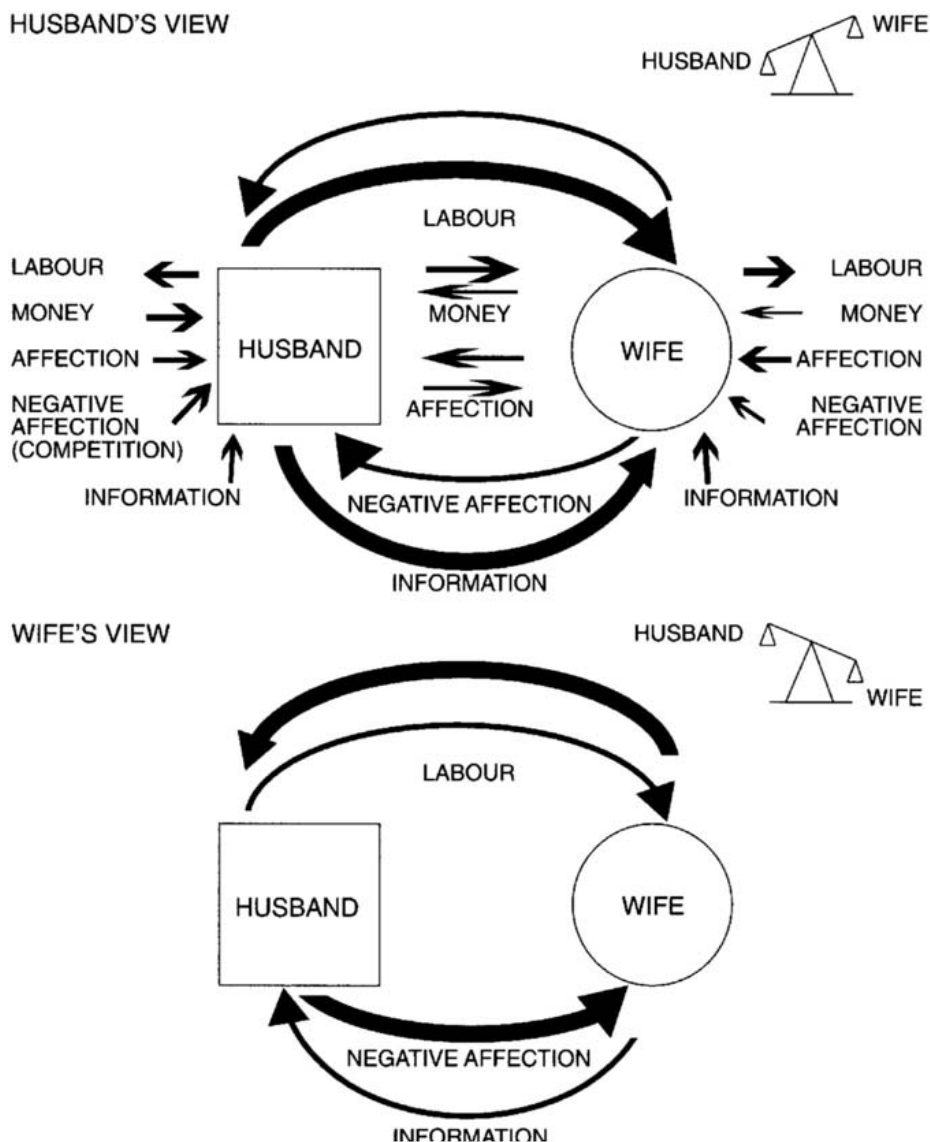 HUSBAND'S VIEW
WIFE
HUSBAND
LABOUR
LABOUR
LABOUR
MONEY
MONEY
MONEY
HUSBAND
WIFE
AFFECTION
AFFECTION
AFFECTION
NEGATIVE
AFFECTION
(COMPETITION)
NEGATIVE
AFFECTION
INFORMATION
NEGATIVE AFFECTION
INFORMATION
INFORMATION
WIFE'S VIEW
HUSBAND
WIFE
LABOUR
HUSBAND
WIFE
NEGATIVE AFFECTION
INFORMATION